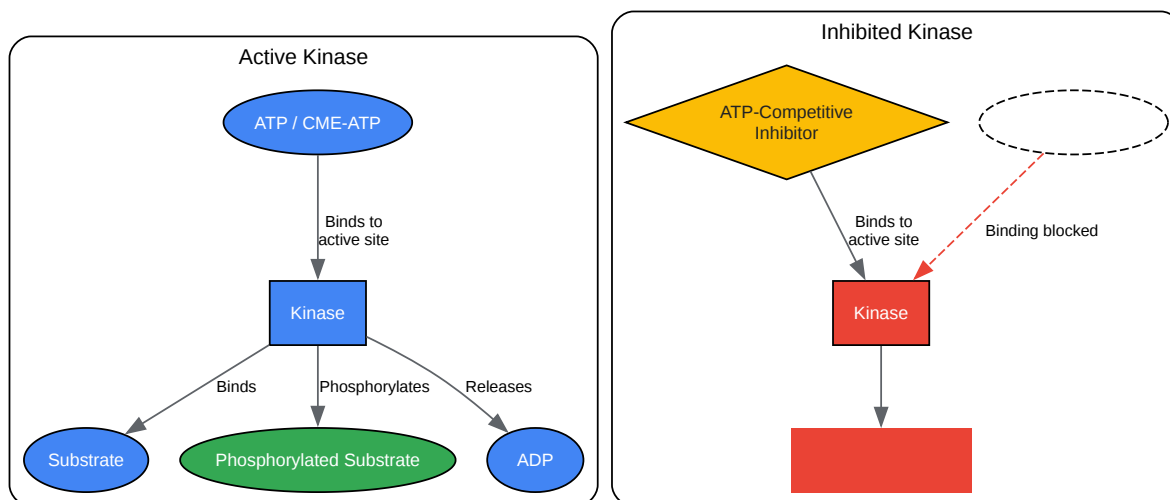 Active Kinase
ATP / CME-ATP
Binds to
active site
Kinase
Binds
Phosphorylates
Releases
Substrate
Phosphorylated Substrate
ADP
Inhibited Kinase
ATP-Competitive
Inhibitor
Binds to
active site
Binding blocked
Kinase